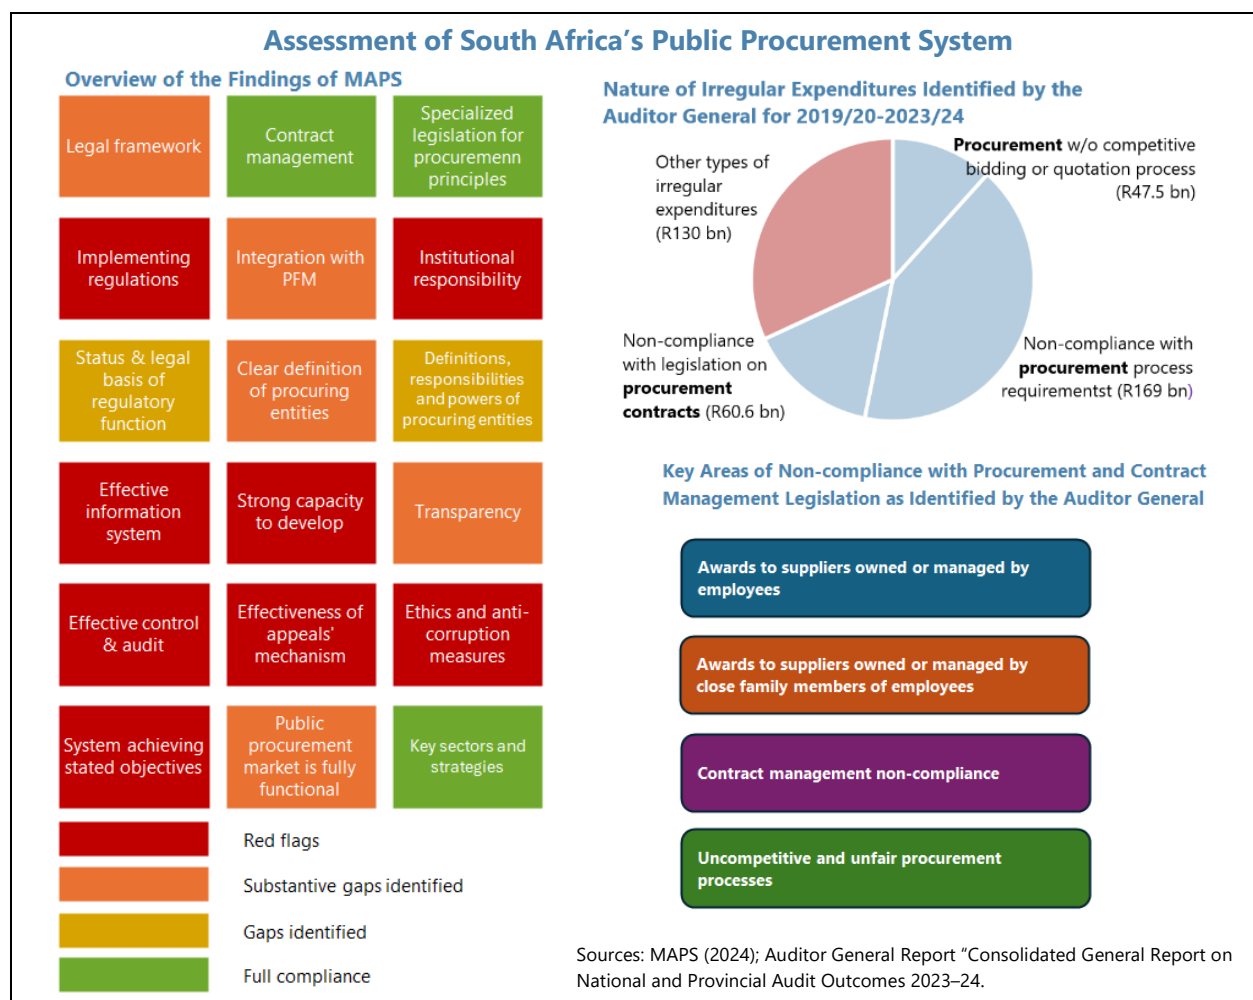 Assessment of South Africa’s Public Procurement System
Overview of the Findings of MAPS
Legal framework
Contract
management
Specialized
legislation for
procuremenn
principles
Implementing
regulations
Integration with
PFM
Institutional
responsibility
Status & legal
basis of
regulatory
function
Clear definition
of procuring
entities
Definitions,
responsibilities
and powers of
procuring entities
Effective
information
system
Strong capacity
to develop
Transparency
Effective control
& audit
Effectiveness of
appeals'
mechanism
Ethics and anti-
corruption
measures
System achieving
stated objectives
Public
procurement
market is fully
functional
Key sectors and
strategies
Red flags
Substantive gaps identified
Gaps identified
Full compliance
Nature of Irregular Expenditures Identified by the
Auditor General for 2019/20-2023/24
Other types of
irregular
expenditures
(R130 bn)
Procurement w/o competitive
bidding or quotation process
(R47.5 bn)
Non-compliance
with legislation on
procurement
contracts (R60.6 bn)
Non-compliance with
procurement process
requirementst (R169 bn)
Key Areas of Non-compliance with Procurement and Contract
Management Legislation as Identified by the Auditor General
Awards to suppliers owned or managed by
employees
Awards to suppliers owned or managed by
close family members of employees
Contract management non-compliance
Uncompetitive and unfair procurement
processes
Sources: MAPS (2024); Auditor General Report “Consolidated General Report on
National and Provincial Audit Outcomes 2023–24.